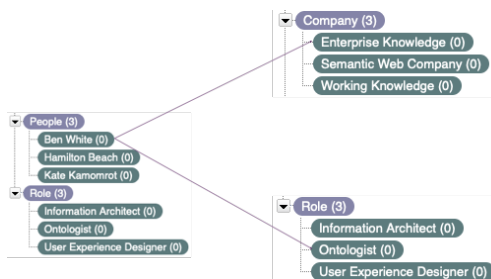 Company (3)
Enterprise Knowledge (0)
Semantic Web Company (0)
Working Knowledge (0)
People (3)
Ben White (0)
Hamilton Beach (0)
Kate Kamomrot (0)
Role (3)
Information Architect (0)
Ontologist (0)
User Experience Designer (0)
Role (3)
Information Architect (0)
Ontologist (0)
User Experience Designer (0)